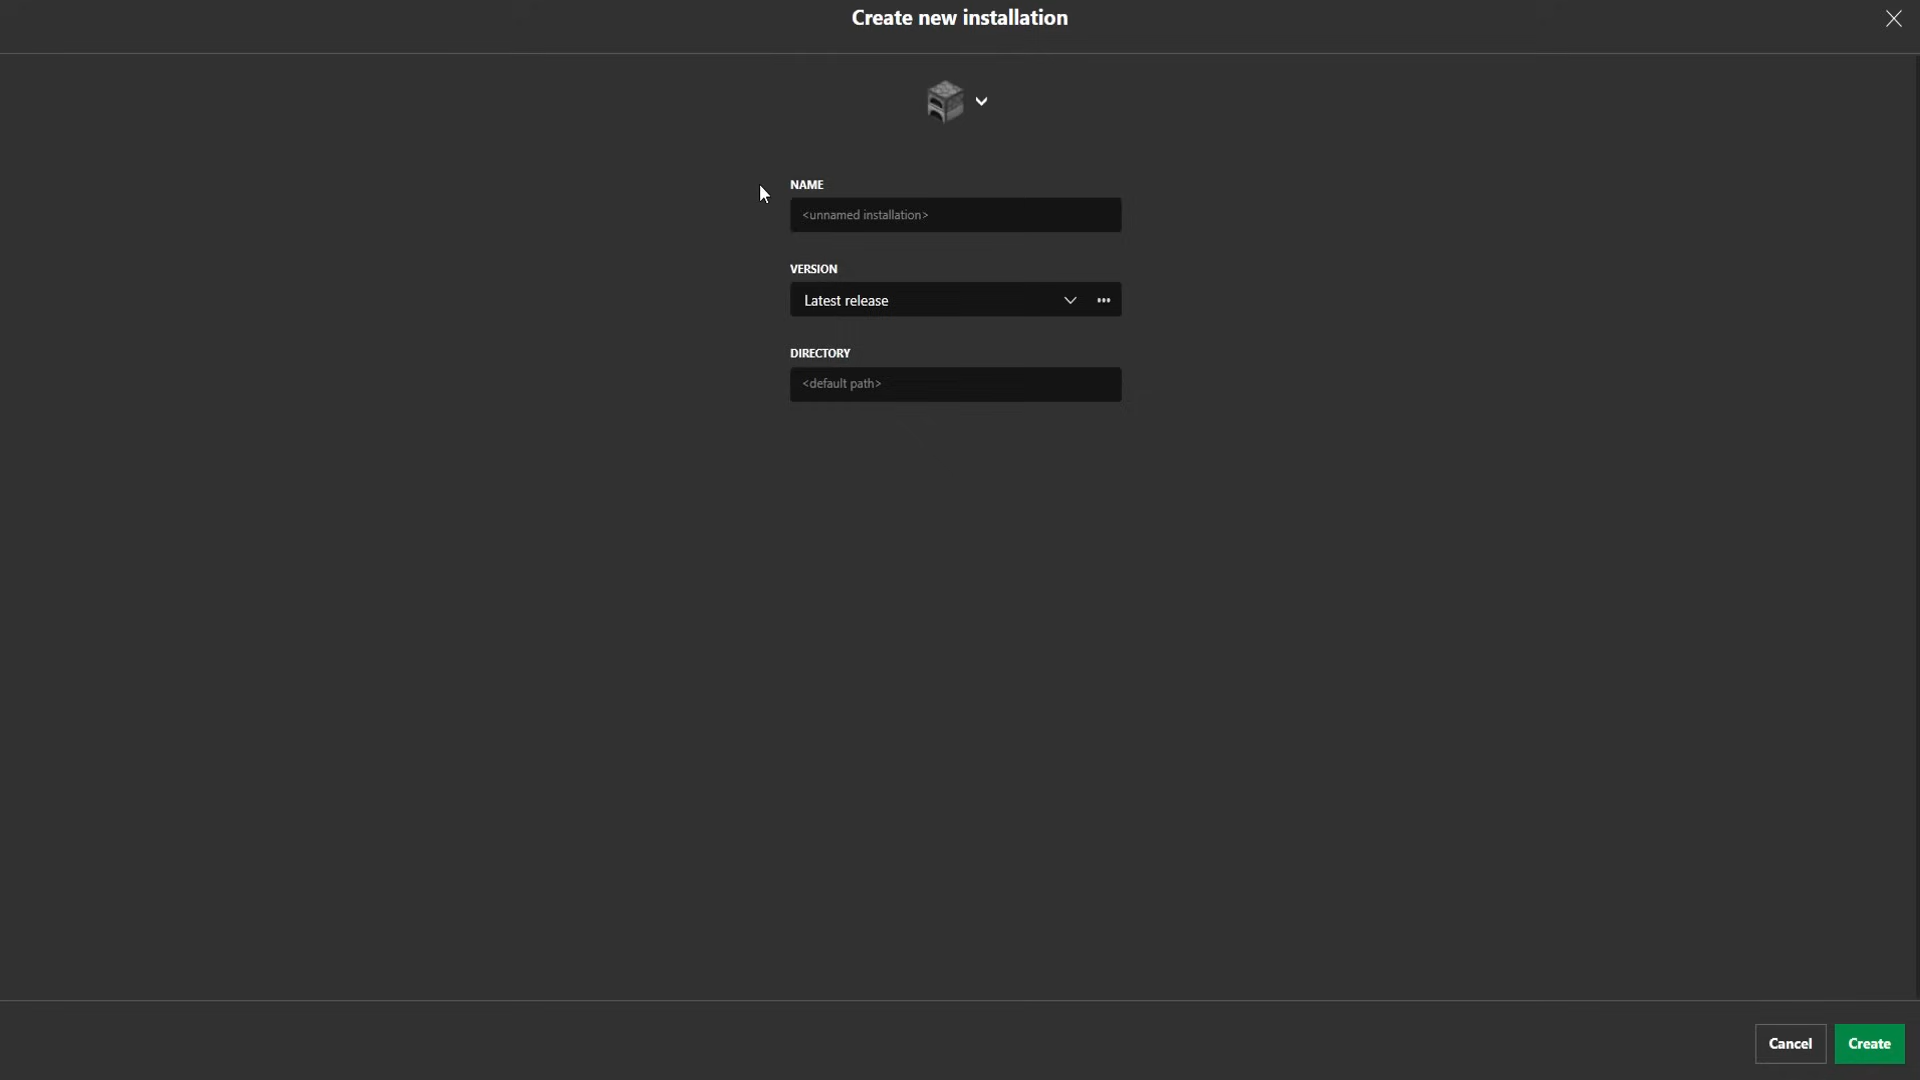 Create new installation
NAME
<unnamed installation>
VERSION
Latest release
DIRECTORY
<default path>
Cancel
Create